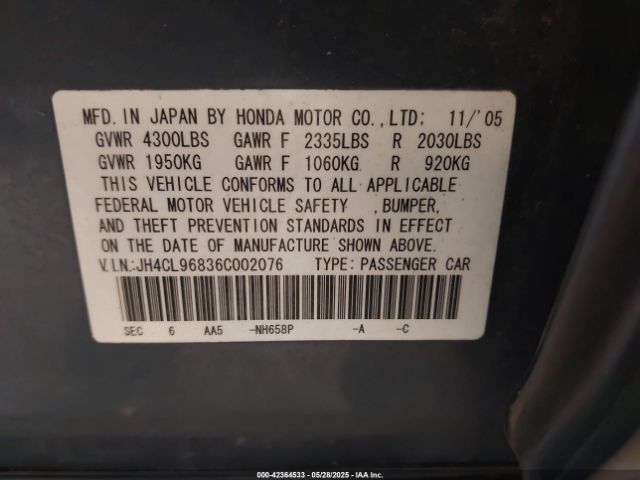 MFD. IN JAPAN BY HONDA MOTOR CO.,LTD; 11/'05
GVWR 4300LBS GAWR F 2335LBS R 2030LBS
GVWR 1950KG GAWR F 1060KG R 920KG
THIS VEHICLE CONFORMS TO ALL APPLICABLE
FEDERAL MOTOR VEHICLE SAFETY ,BUMPER,
AND THEFT PREVENTION STANDARDS IN EFFECT
ON THE DATE OF MANUFACTURE SHOWN ABOVE.
V.I.N.:JH4CL96836C002076 TYPE: PASSENGER CAR
SEC 6 AA5 -NH658P -A -C
000-42364533 - 05/28/2025 - IAA Inc.